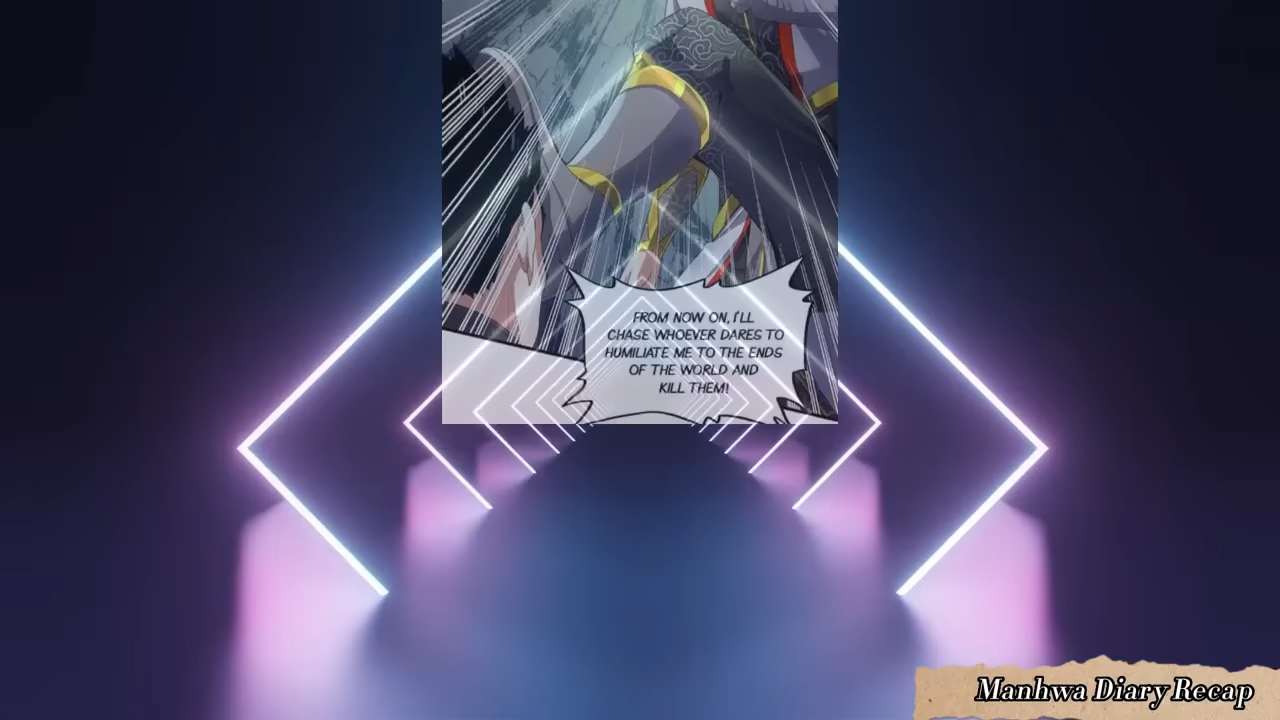 FROM NOW ON, I'LL
CHASE WHOEVER DARES TO
HUMILIATE ME TO THE ENDS
OF THE WORLD AND
KILL THEM!
Manhwa Diary Recap